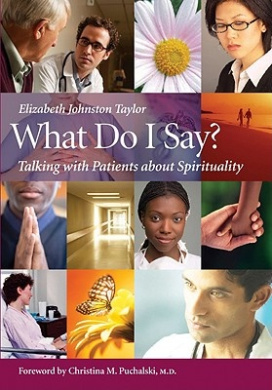 Elizabeth Johnston Taylor
What Do I Say?
Talking with Patients about Spirituality
Foreword by Christina M. Puchalski, M.D.